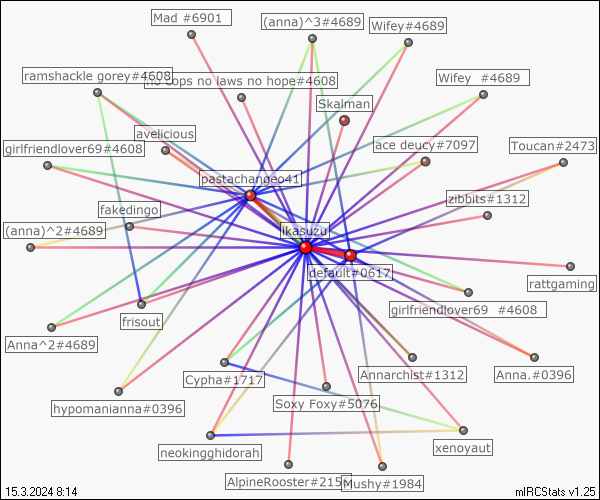 Mad #6901
(anna)^3#4689
Wifey#4689
ramshackle gorey#4608
no cops no laws no hope#4608
Wifey #4689
Skalman
avelicious
ace deucy#7097
Toucan#2473
girlfriendlover69#4608
pastachangeo41
zibbits#1312
fakedingo
(anna)^2#4689
ikasuzu
default#0617
rattgaming
girlfriendlover69 #4608
frisout
Anna^2#4689
Cypha#1717
Annarchist#1312
Anna.#0396
hypomanianna#0396
Soxy Foxy#5076
neokingghidorah
xenoyaut
AlpineRooster#215
Mushy#1984
15.3.2024 8:14
mIRCStats v1.25